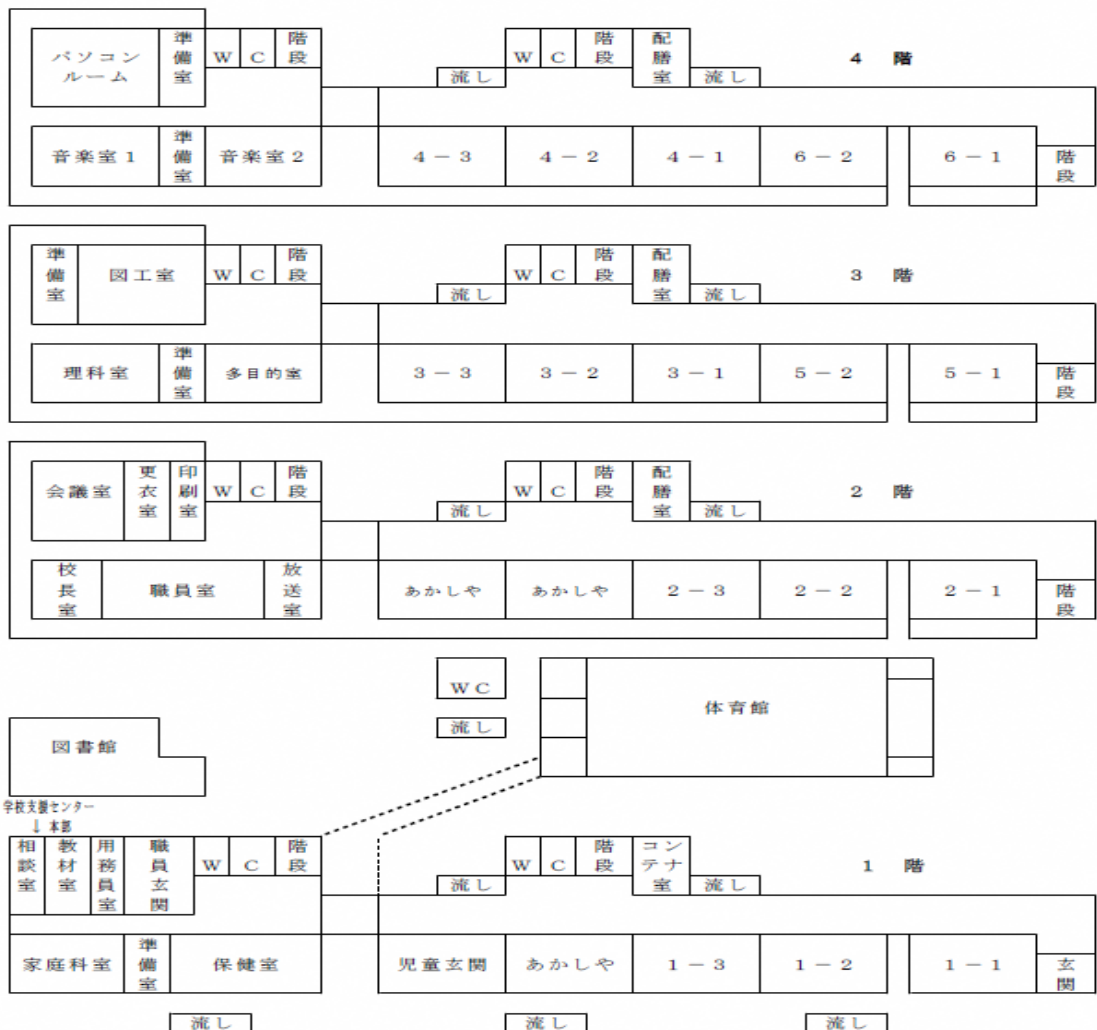 パソコンルーム 準備室 WC 階段 WC 階段 配膳室 4 階
流し 流し
音楽室1 準備室 音楽室2 4-3 4-2 4-1 6-2 6-1 階段
準備室 図工室 WC 階段 WC 階段 配膳室 3 階
流し 流し
理科室 準備室 多目的室 3-3 3-2 3-1 5-2 5-1 階段
会議室 更衣室 印刷室 WC 階段 WC 階段 配膳室 2 階
流し 流し
校長室 職員室 放送室 あかしや あかしや 2-3 2-2 2-1 階段
WC
体育館
流し
図書館
学校支援センター
↓ 本部
相談室 教材室 用務員室 職員玄関 WC 階段 WC 階段 コンテナ室 1 階
流し 流し
家庭科室 準備室 保健室 児童玄関 あかしや 1-3 1-2 1-1 玄関
流し 流し 流し